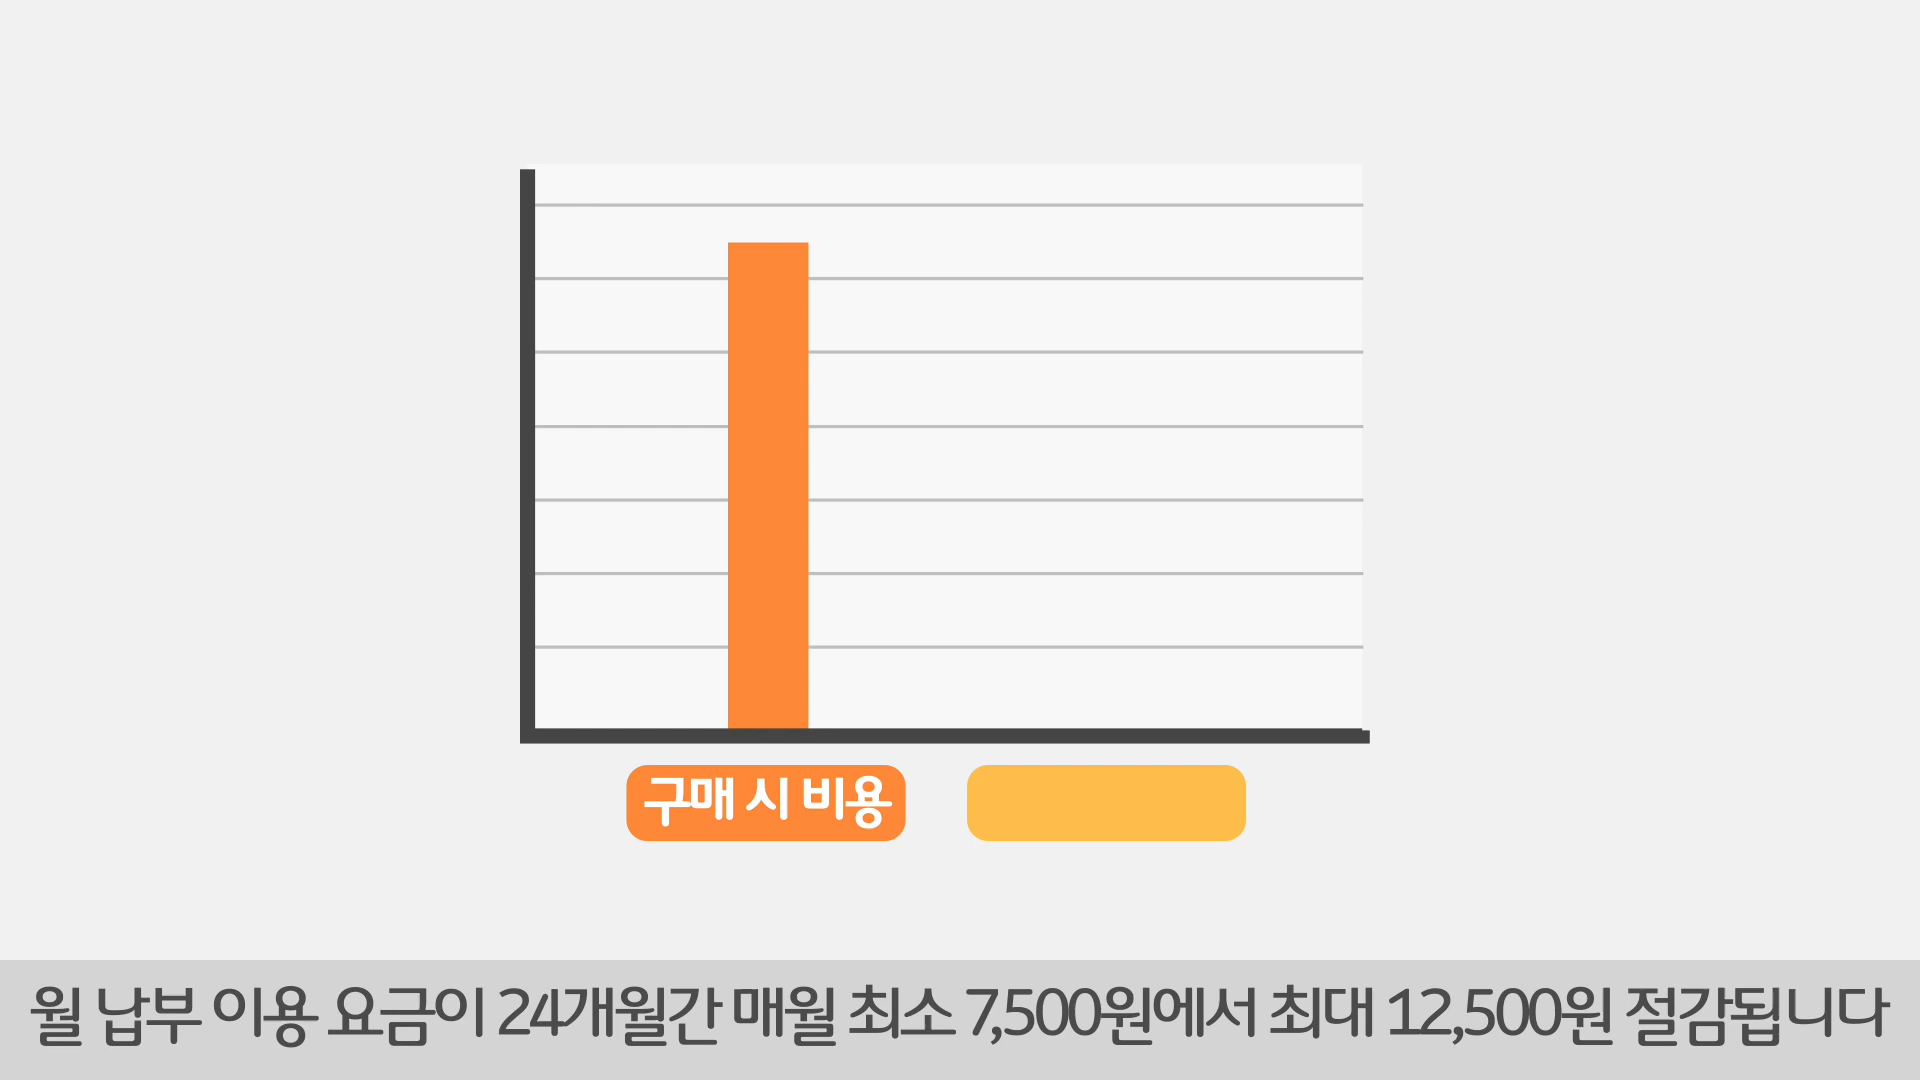 구매 시 비용
월 납부 이용 요금이 24개월간 매월 최소 7,500원에서 최대 12,500원 절감됩니다